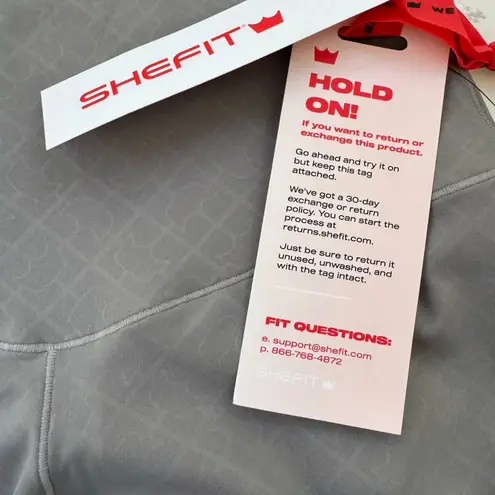 SHEFIT
WE
HOLD
ON!
If you want to return or
exchange this product.
Go ahead and try it on
but keep this tag
attached.
We've got a 30-day
exchange or return
policy. You can start the
process at
returns.shefit.com.
Just be sure to return it
unused, unwashed, and
with the tag intact.
FIT QUESTIONS:
e. support@shefit.com
p. 866-768-4872
SHEFIT